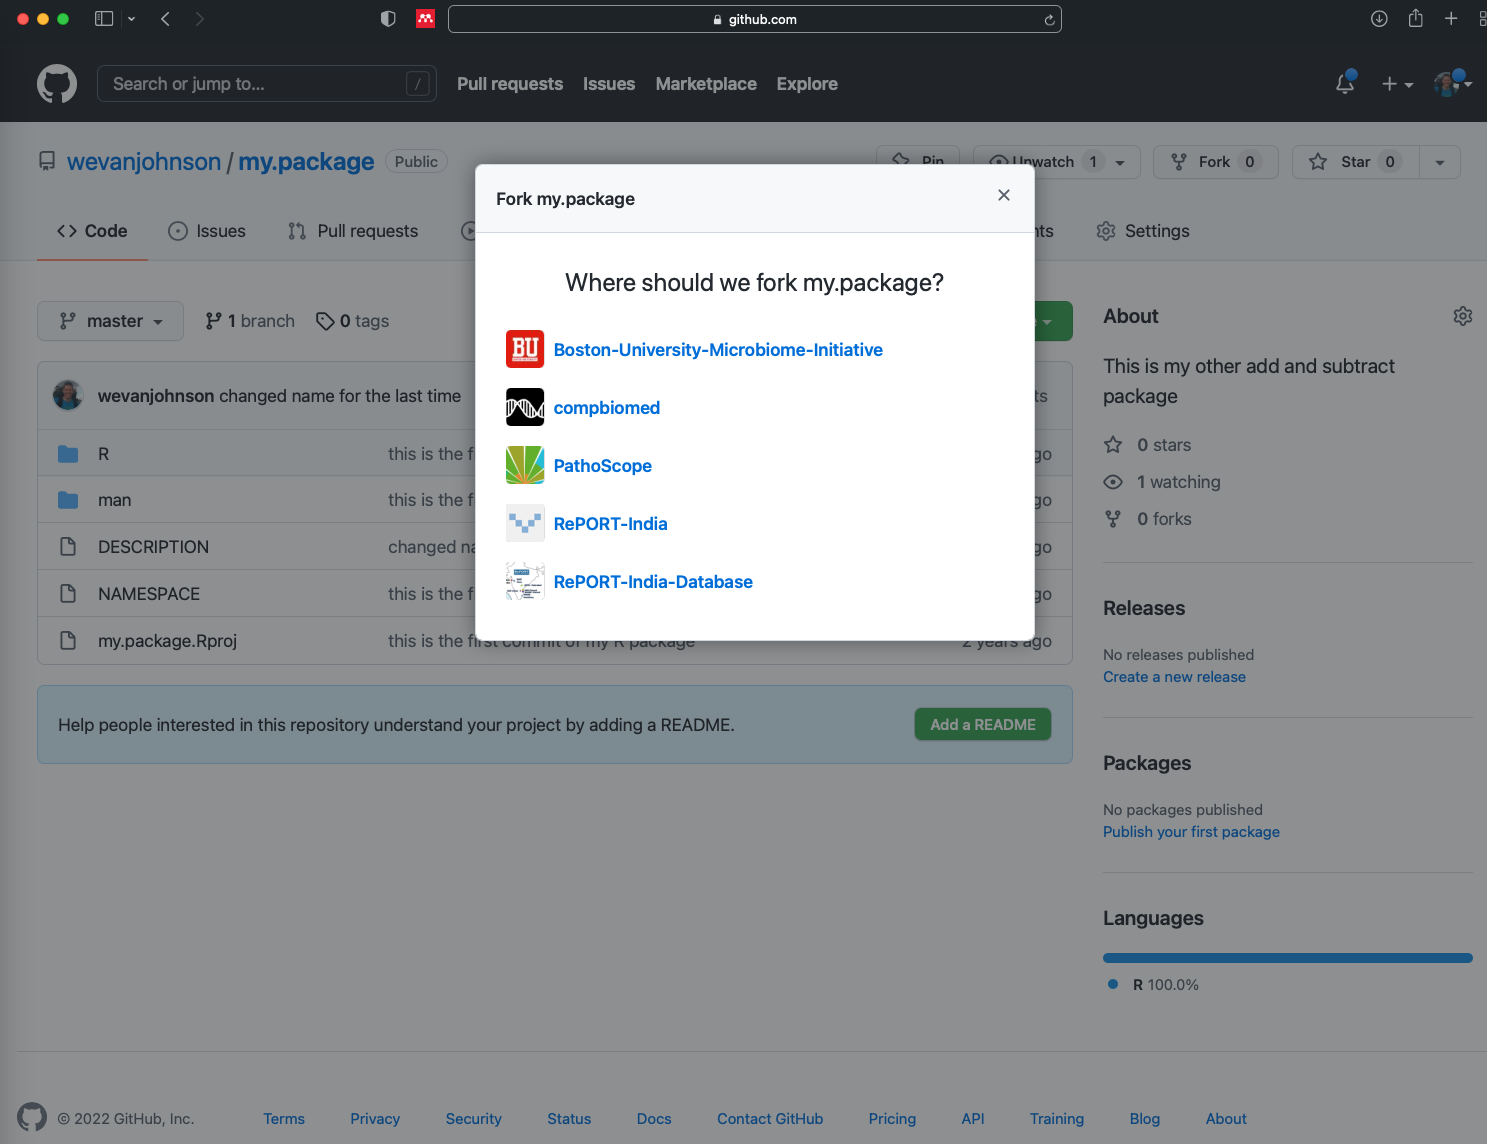 github.com
Search or jump to... /
Pull requests Issues Marketplace Explore
wevanjohnson / my.package Public
Pin Unwatch 1 Fork 0 Star 0
Code Issues Pull requests nts Settings
Fork my.package
Where should we fork my.package?
BU Boston-University-Microbiome-Initiative
compbiomed
PathoScope
RePORT-India
RePORT-India-Database
master 1 branch 0 tags
wevanjohnson changed name for the last time ts
R this is the f go
man this is the f go
DESCRIPTION changed na go
NAMESPACE this is the f go
my.package.Rproj this is the first commit of my R package 2 years ago
Help people interested in this repository understand your project by adding a README. Add a README
About
This is my other add and subtract
package
0 stars
1 watching
0 forks
Releases
No releases published
Create a new release
Packages
No packages published
Publish your first package
Languages
R 100.0%
© 2022 GitHub, Inc. Terms Privacy Security Status Docs Contact GitHub Pricing API Training Blog About